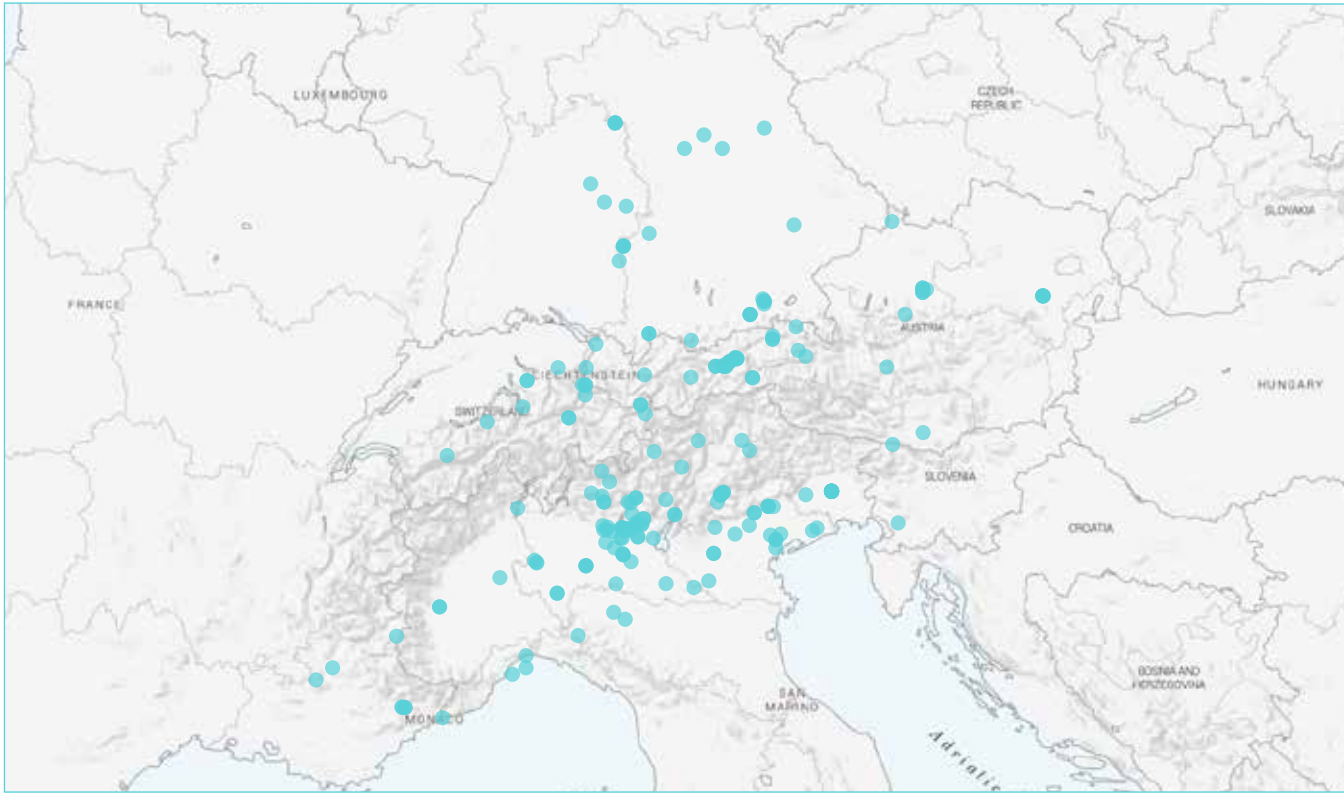 LUXEMBOURG
CZECH
REPUBLIC
SLOVAKIA
FRANCE
AUSTRIA
LIECHTENSTEIN
HUNGARY
SWITZERLAND
SLOVENIA
CROATIA
BOSNIA AND
HERZEGOVINA
SAN
MARINO
MONACO
Adriatic